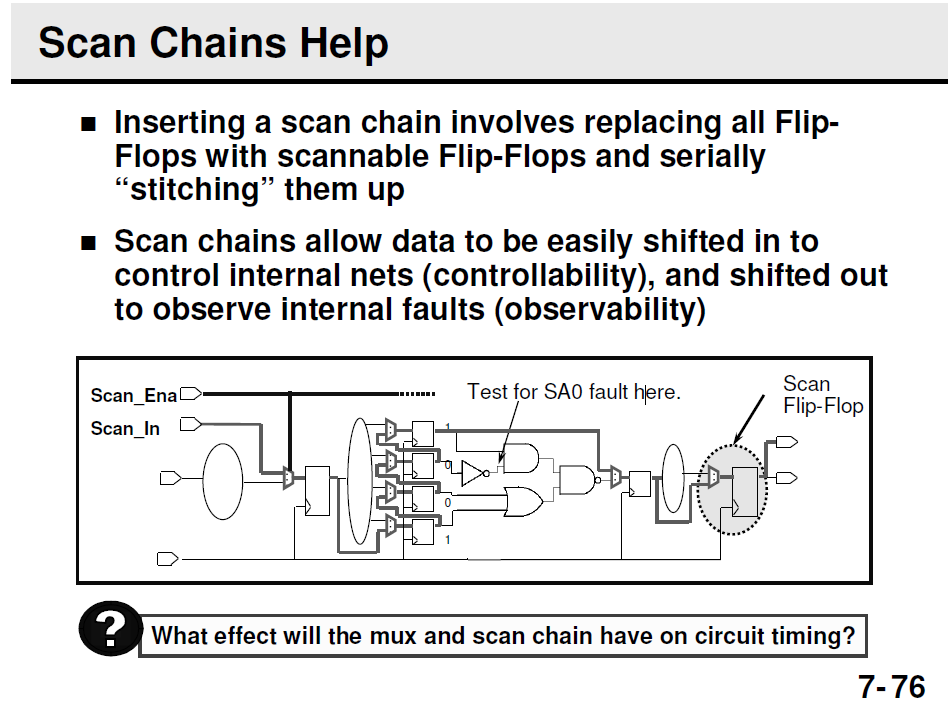 Scan Chains Help
■ Inserting a scan chain involves replacing all Flip-
Flops with scannable Flip-Flops and serially
“stitching” them up
■ Scan chains allow data to be easily shifted in to
control internal nets (controllability), and shifted out
to observe internal faults (observability)
Scan_Ena
Test for SA0 fault here.
Scan
Flip-Flop
Scan_In
1
0
0
1
?
What effect will the mux and scan chain have on circuit timing?
7-76